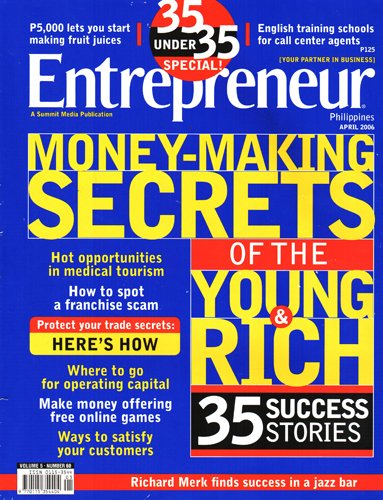 P5,000 lets you start
making fruit juices
35
UNDER 35
SPECIAL!
English training schools
for call center agents
P125
[YOUR PARTNER IN BUSINESS]
Entrepreneur®
A Summit Media Publication
Philippines
APRIL 2006
MONEY-MAKING
SECRETS
OF THE
YOUNG
&
RICH
35 SUCCESS
STORIES
Hot opportunities
in medical tourism
How to spot
a franchise scam
Protect your trade secrets:
HERE'S HOW
Where to go
for operating capital
Make money offering
free online games
Ways to satisfy
your customers
VOLUME 5 · NUMBER 60
Richard Merk finds success in a jazz bar